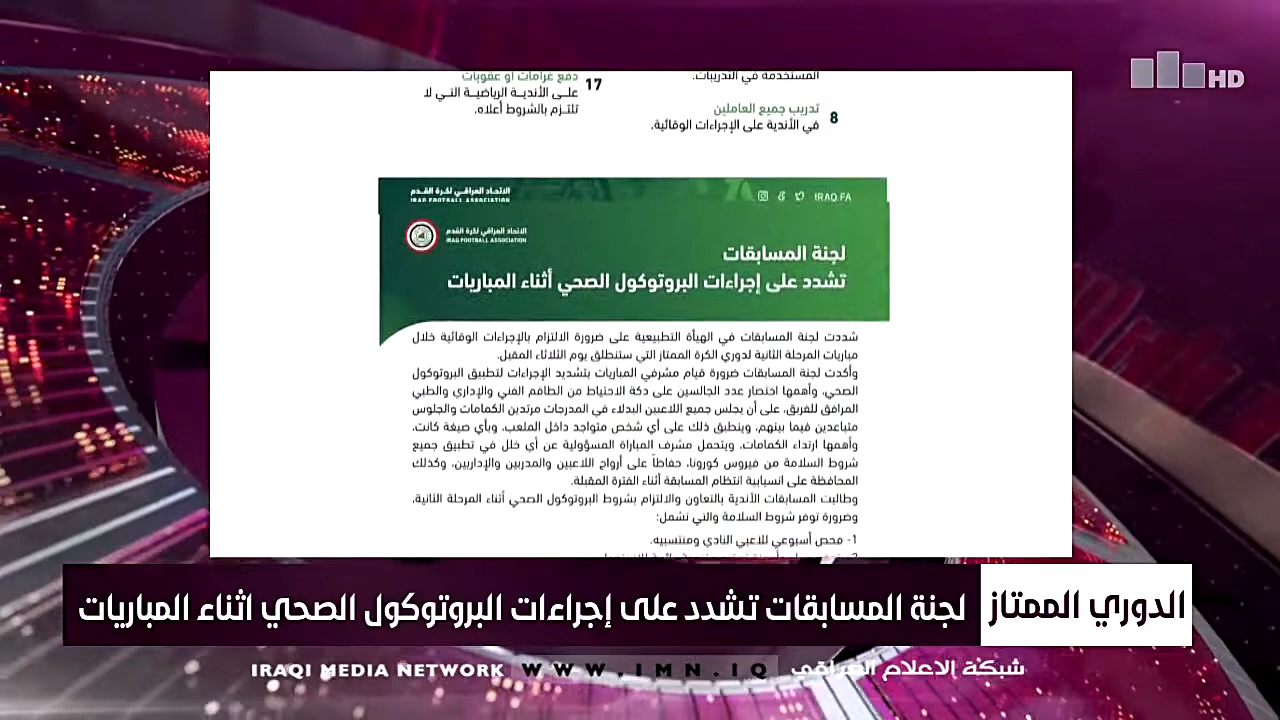 HD
المستخدمة في التدريبات.
8 تدريب جميع العاملين
في الأندية على الإجراءات الوقائية.
دفع غرامات أو عقوبات
17 على الأندية الرياضية التي لا
تلتزم بالشروط أعلاه.
IRAQ.FA
الاتحاد العراقي لكرة القدم
IRAQ FOOTBALL ASSOCIATION
الاتحاد العراقي لكرة القدم
IRAQ FOOTBALL ASSOCIATION
لجنة المسابقات
تشدد على إجراءات البروتوكول الصحي أثناء المباريات
شددت لجنة المسابقات في الهيأة التطبيعية على ضرورة الالتزام بالإجراءات الوقائية خلال
مباريات المرحلة الثانية لدوري الكرة الممتاز التي ستنطلق يوم الثلاثاء المقبل.
وأكدت لجنة المسابقات ضرورة قيام مشرفي المباريات بتشديد الإجراءات لتطبيق البروتوكول
الصحي، وأهمها اختصار عدد الجالسين على دكة الاحتياط من الطاقم الفني والإداري والطبي
المرافق للفريق، على أن يجلس جميع اللاعبين البدلاء في المدرجات مرتدين الكمامات والجلوس
متباعدين فيما بينهم، وينطبق ذلك على أي شخص متواجد داخل الملعب، وبأي صيغة كانت،
وأهمها ارتداء الكمامات، ويتحمل مشرف المباراة المسؤولية عن أي خلل في تطبيق جميع
شروط السلامة من فيروس كورونا، حفاظاً على أرواح اللاعبين والمدربين والإداريين، وكذلك
المحافظة على انسيابية انتظام المسابقة أثناء الفترة المقبلة.
وطالبت المسابقات الأندية بالتعاون والالتزام بشروط البروتوكول الصحي أثناء المرحلة الثانية،
وضرورة توفر شروط السلامة والتي تشمل:
1- فحص أسبوعي للاعبي النادي ومنتسبيه.
الدوري الممتاز
لجنة المسابقات تشدد على إجراءات البروتوكول الصحي اثناء المباريات
IRAQI MEDIA NETWORK WWW.IMN.IQ شبكة الاعلام العراقي